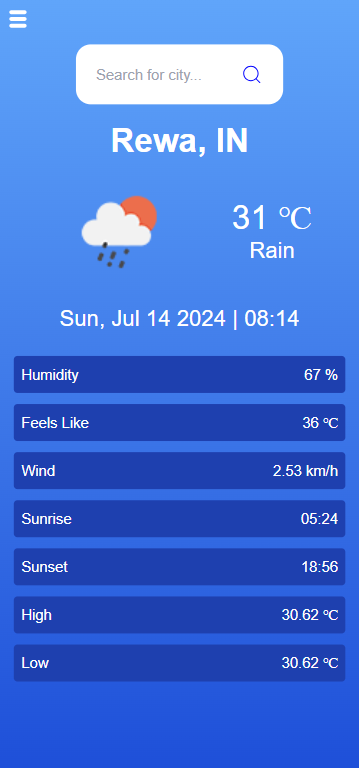 Search for city...
Rewa, IN
31 °C
Rain
Sun, Jul 14 2024 | 08:14
Humidity 67 %
Feels Like 36 °C
Wind 2.53 km/h
Sunrise 05:24
Sunset 18:56
High 30.62 °C
Low 30.62 °C